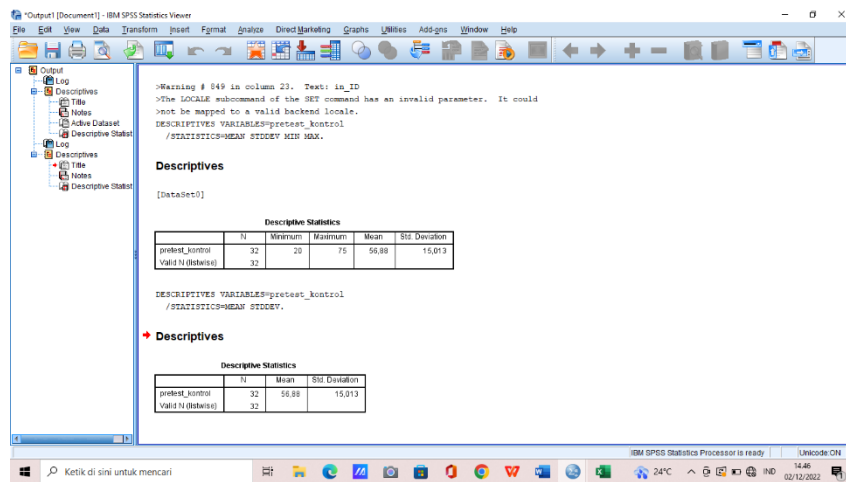 *Output1 [Document1] - IBM SPSS Statistics Viewer
File Edit View Data Transform Insert Format Analyze Direct Marketing Graphs Utilities Add-ons Window Help
Output
Log
Descriptives
Title
Notes
Active Dataset
Descriptive Statist
Log
Descriptives
Title
Notes
Descriptive Statist
>Warning # 849 in column 23. Text: in_ID
>The LOCALE subcommand of the SET command has an invalid parameter. It could
>not be mapped to a valid backend locale.
DESCRIPTIVES VARIABLES=pretest_kontrol
/STATISTICS=MEAN STDDEV MIN MAX.
Descriptives
[DataSet0]
Descriptive Statistics
N Minimum Maximum Mean Std. Deviation
pretest_kontrol 32 20 75 56,88 15,013
Valid N (listwise) 32
DESCRIPTIVES VARIABLES=pretest_kontrol
/STATISTICS=MEAN STDDEV.
Descriptives
Descriptive Statistics
N Mean Std. Deviation
pretest_kontrol 32 56,88 15,013
Valid N (listwise) 32
IBM SPSS Statistics Processor is ready Unicode:ON
Ketik di sini untuk mencari
24°C IND 14.46
02/12/2022